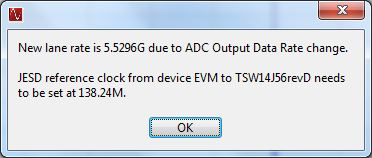 New lane rate is 5.5296G due to ADC Output Data Rate change.
JESD reference clock from device EVM to TSW14J56revD needs
to be set at 138.24M.
OK